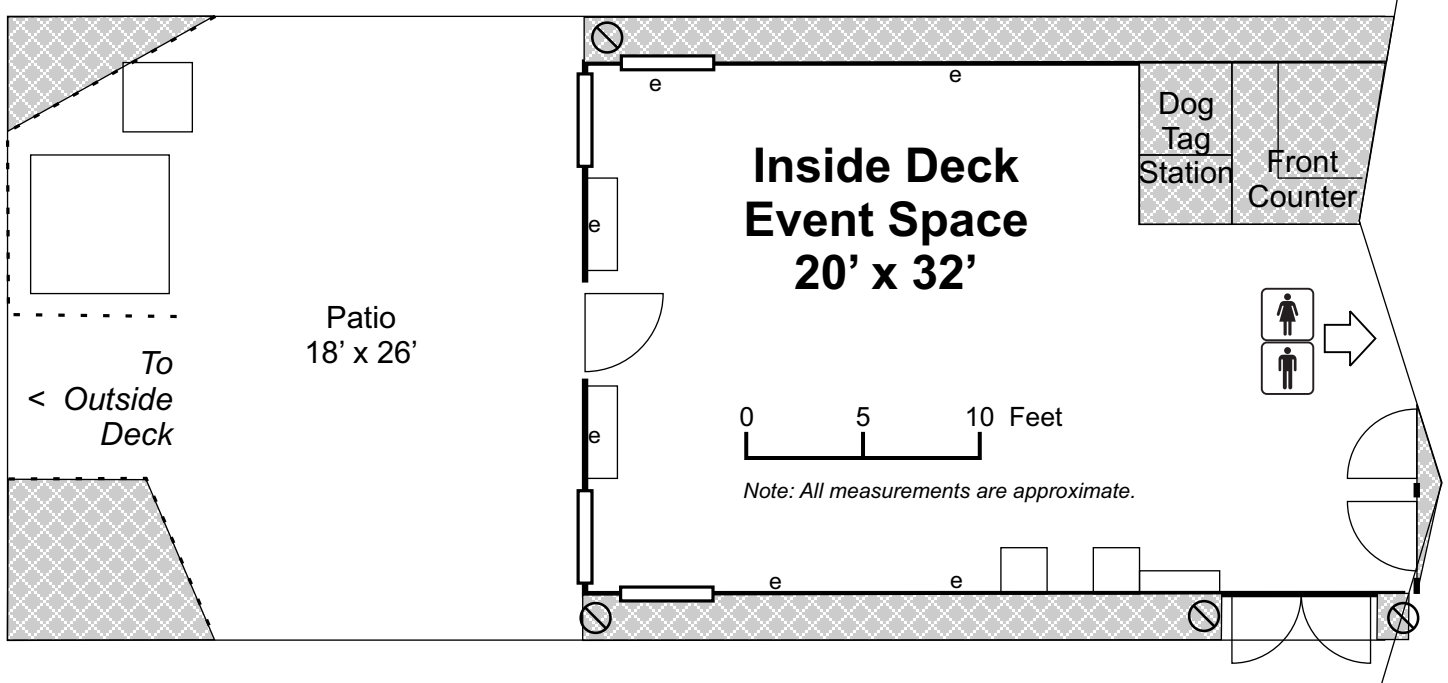 e
e
Dog
Tag
Station
Front
Counter
Inside Deck
Event Space
20’ x 32’
e
Patio
18’ x 26’
To
< Outside
Deck
0 5 10 Feet
e
Note: All measurements are approximate.
e
e